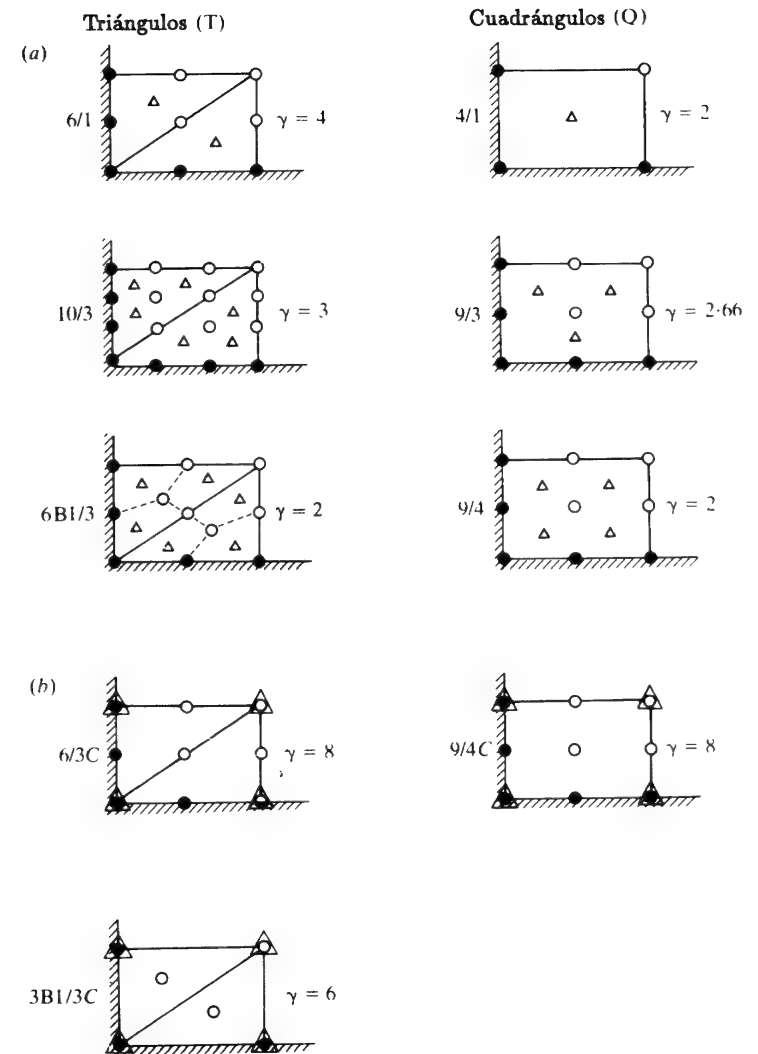 Triángulos (T)
Cuadrángulos (Q)
(a)
6/1
γ = 4
4/1
γ = 2
10/3
γ = 3
9/3
γ = 2·66
6B1/3
γ = 2
9/4
γ = 2
(b)
6/3C
γ = 8
9/4C
γ = 8
3B1/3C
γ = 6